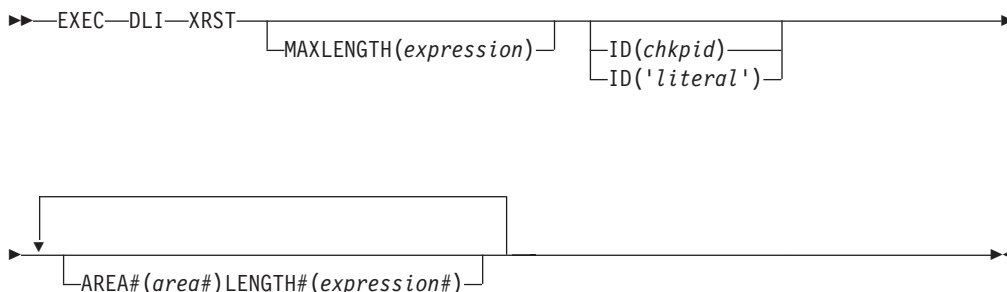 EXEC DLI XRST
MAXLENGTH(expression)
ID(chkpid)
ID('literal')
AREA#(area#)LENGTH#(expression#)